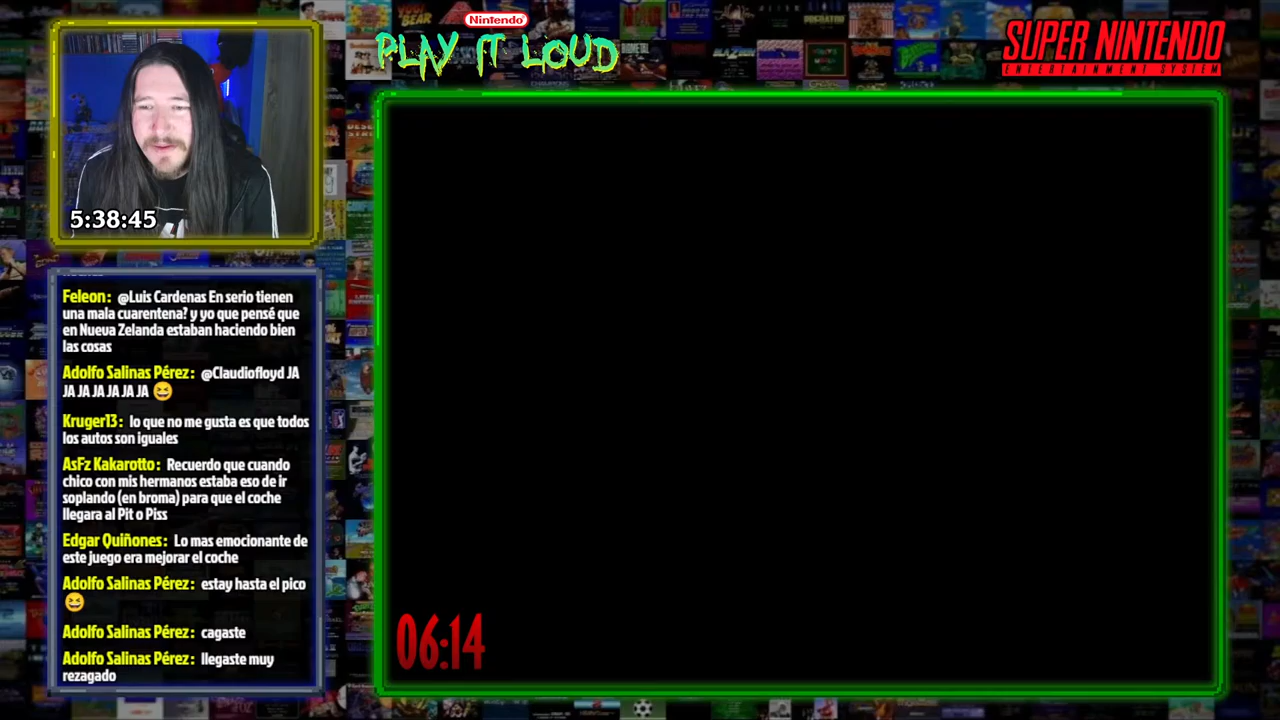 Nintendo
PLAY IT LOUD
SUPER NINTENDO
ENTERTAINMENT SYSTEM
5:38:45
Feleon: @Luis Cardenas En serio tienen
una mala cuarentena? y yo que pensé que
en Nueva Zelanda estaban haciendo bien
las cosas
Adolfo Salinas Pérez: @Claudiofloyd JA
JA JA JA JA JA JA 😆
Kruger13: lo que no me gusta es que todos
los autos son iguales
AsFz Kakarotto: Recuerdo que cuando
chico con mis hermanos estaba eso de ir
soplando (en broma) para que el coche
llegara al Pit o Piss
Edgar Quiñones: Lo mas emocionante de
este juego era mejorar el coche
Adolfo Salinas Pérez: estay hasta el pico
😆
Adolfo Salinas Pérez: cagaste
Adolfo Salinas Pérez: llegaste muy
rezagado
06:14